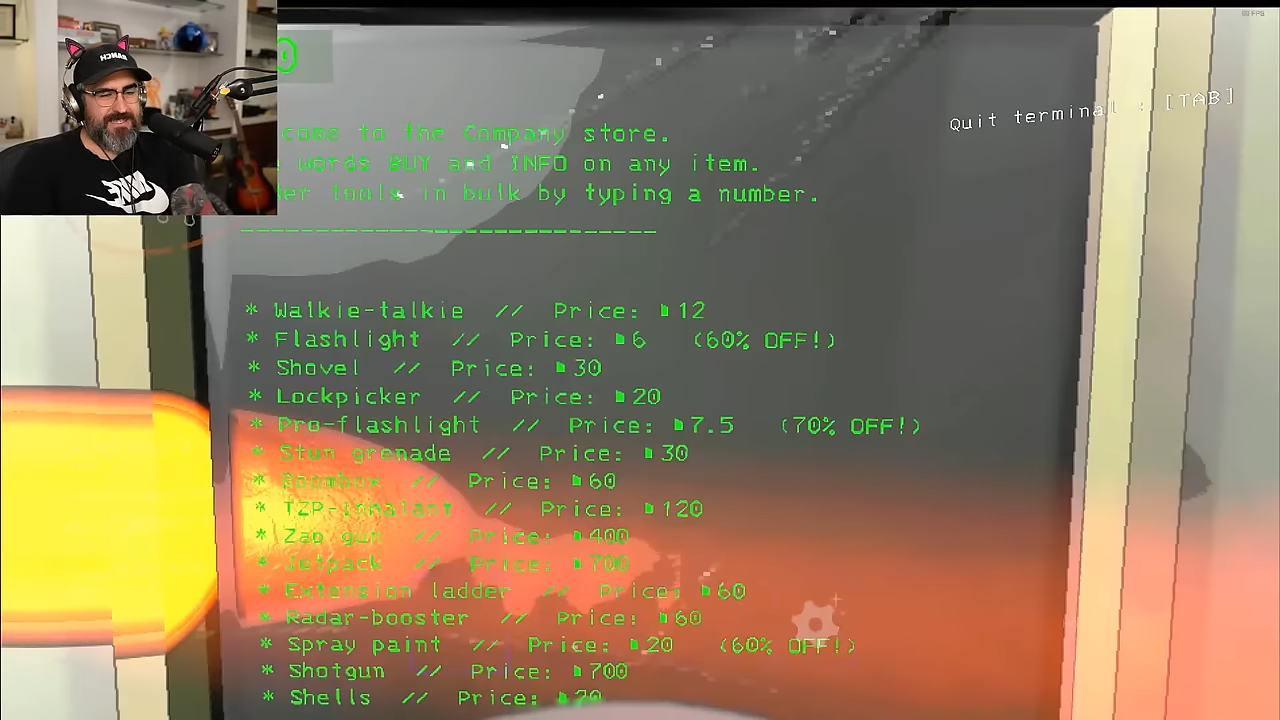 FPS
RANCH
0
Quit terminal : [TAB]
come to the Company store.
words BUY and INFO on any item.
er tools in bulk by typing a number.
----------------------------
* Walkie-talkie // Price: 12
* Flashlight // Price: 6 (60% OFF!)
* Shovel // Price: 30
* Lockpicker // Price: 20
* Pro-flashlight // Price: 7.5 (70% OFF!)
* Stun grenade // Price: 30
* Boombox // Price: 60
* TZP-Inhalant // Price: 120
* Zap gun // Price: 400
* Jetpack // Price: 700
* Extension ladder // Price: 60
* Radar-booster // Price: 60
* Spray paint // Price: 20 (60% OFF!)
* Shotgun // Price: 700
* Shells // Price: 20